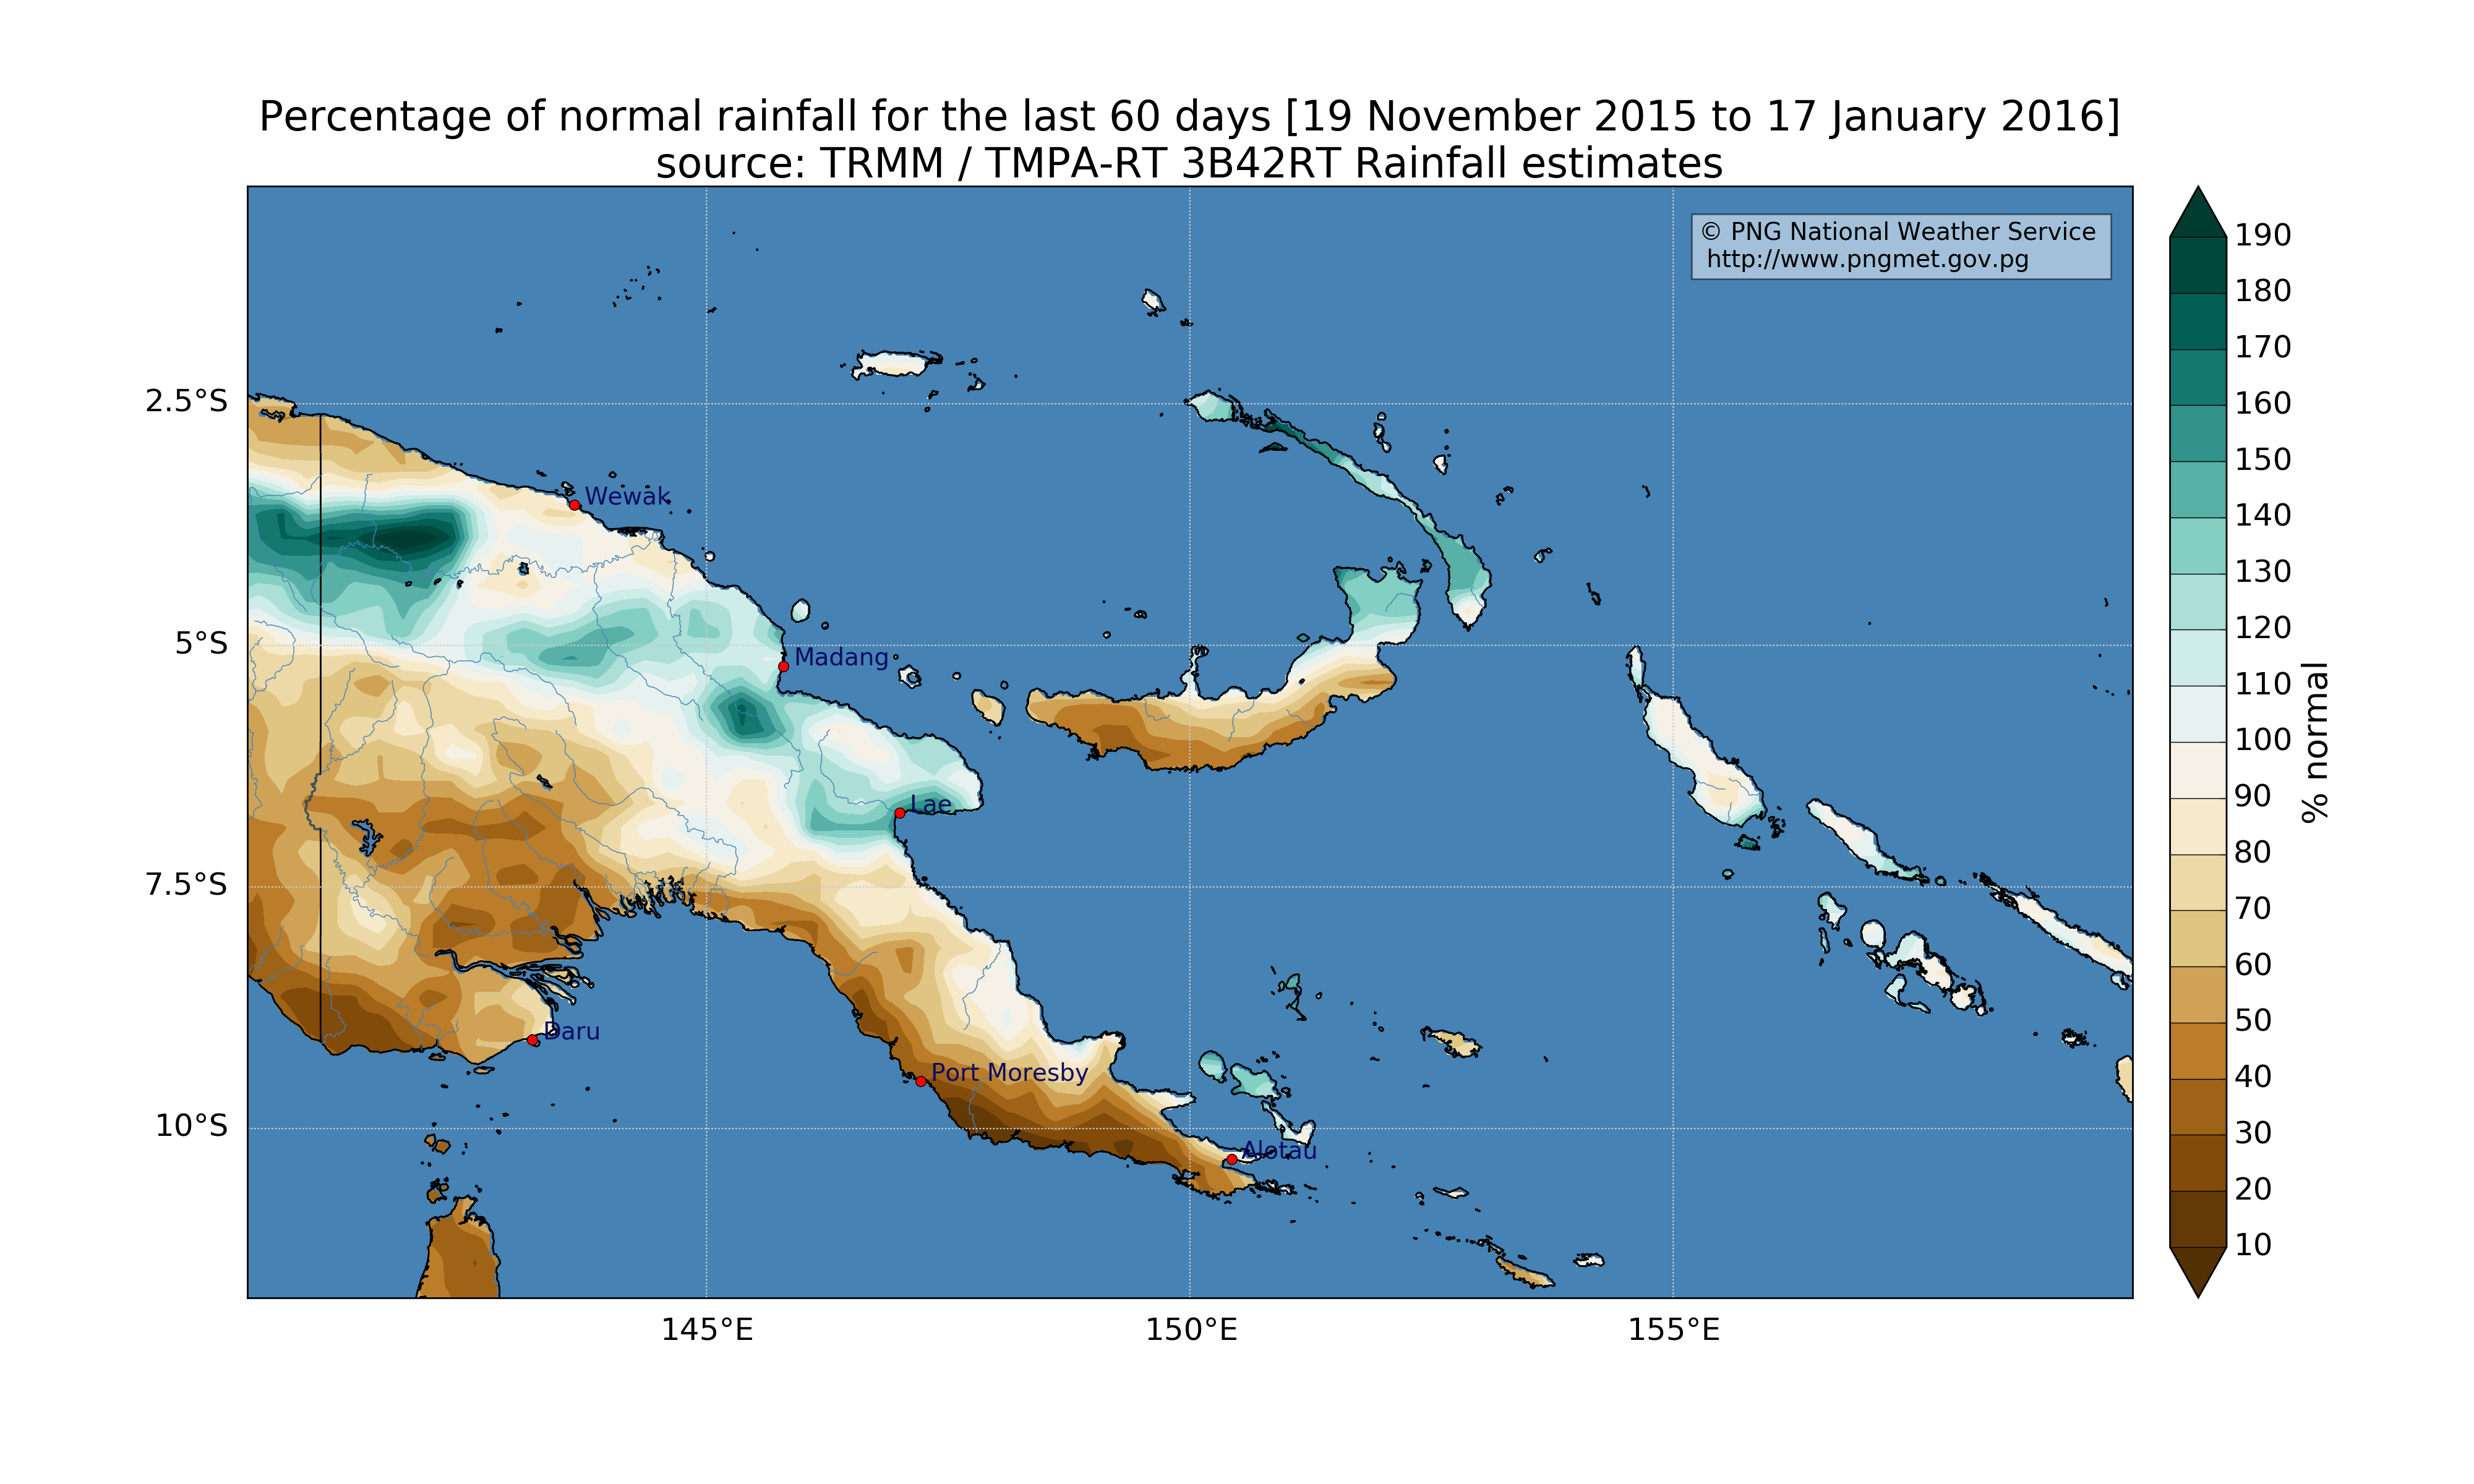 Percentage of normal rainfall for the last 60 days [19 November 2015 to 17 January 2016]
source: TRMM / TMPA-RT 3B42RT Rainfall estimates
© PNG National Weather Service
http://www.pngmet.gov.pg
2.5°S
5°S
7.5°S
10°S
Wewak
Madang
Lae
Daru
Port Moresby
Alotau
145°E
150°E
155°E
190
180
170
160
150
140
130
120
110
100
90
80
70
60
50
40
30
20
10
% normal